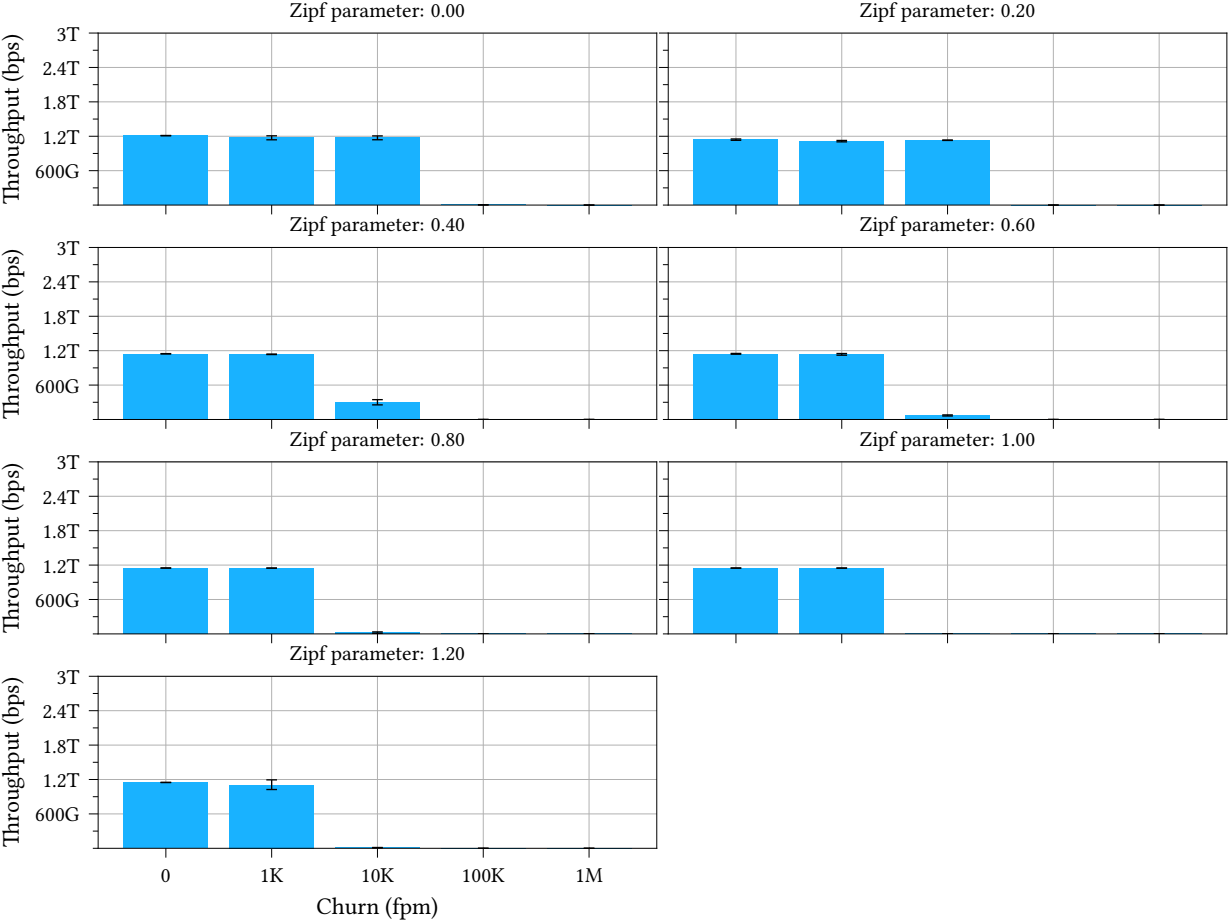 Zipf parameter: 0.00
Zipf parameter: 0.20
Throughput (bps)
3T
2.4T
1.8T
1.2T
600G
Zipf parameter: 0.40
Zipf parameter: 0.60
Throughput (bps)
3T
2.4T
1.8T
1.2T
600G
Zipf parameter: 0.80
Zipf parameter: 1.00
Throughput (bps)
3T
2.4T
1.8T
1.2T
600G
Zipf parameter: 1.20
Throughput (bps)
3T
2.4T
1.8T
1.2T
600G
0 1K 10K 100K 1M
Churn (fpm)